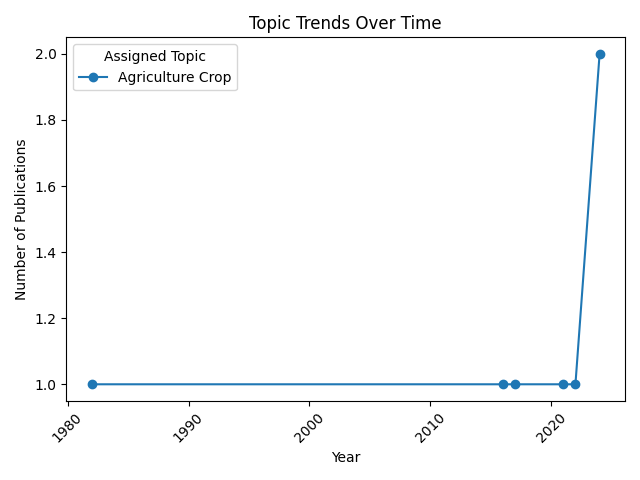 Topic Trends Over Time
Assigned Topic
Agriculture Crop
Number of Publications
2.0
1.8
1.6
1.4
1.2
1.0
1980
1990
2000
2010
2020
Year